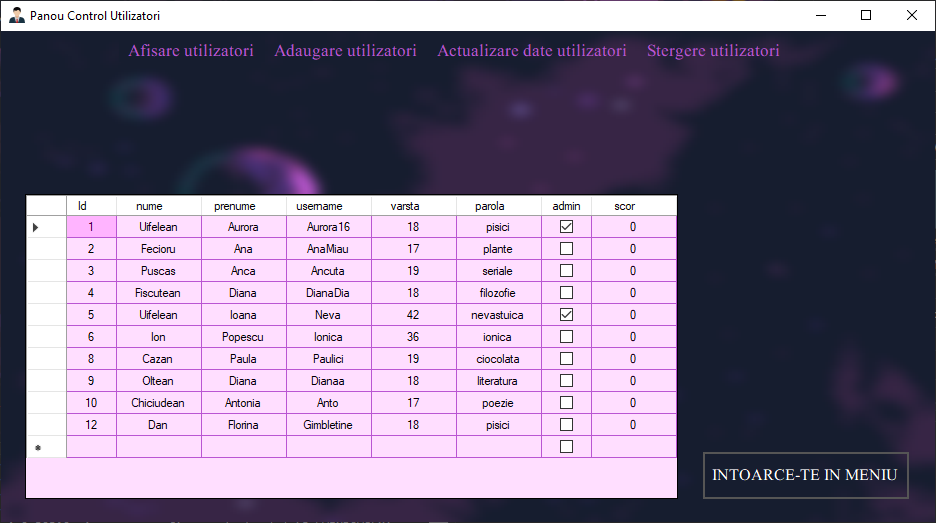 Panou Control Utilizatori
Afisare utilizatori Adaugare utilizatori Actualizare date utilizatori Stergere utilizatori
Id nume prenume username varsta parola admin scor
1 Uifelean Aurora Aurora16 18 pisici 0
2 Fecioru Ana AnaMiau 17 plante 0
3 Puscas Anca Ancuta 19 seriale 0
4 Fiscutean Diana DianaDia 18 filozofie 0
5 Uifelean Ioana Neva 42 nevastuica 0
6 Ion Popescu Ionica 36 ionica 0
8 Cazan Paula Paulici 19 ciocolata 0
9 Oltean Diana Dianaa 18 literatura 0
10 Chiciudean Antonia Anto 17 poezie 0
12 Dan Florina Gimbletine 18 pisici 0
INTOARCE-TE IN MENIU